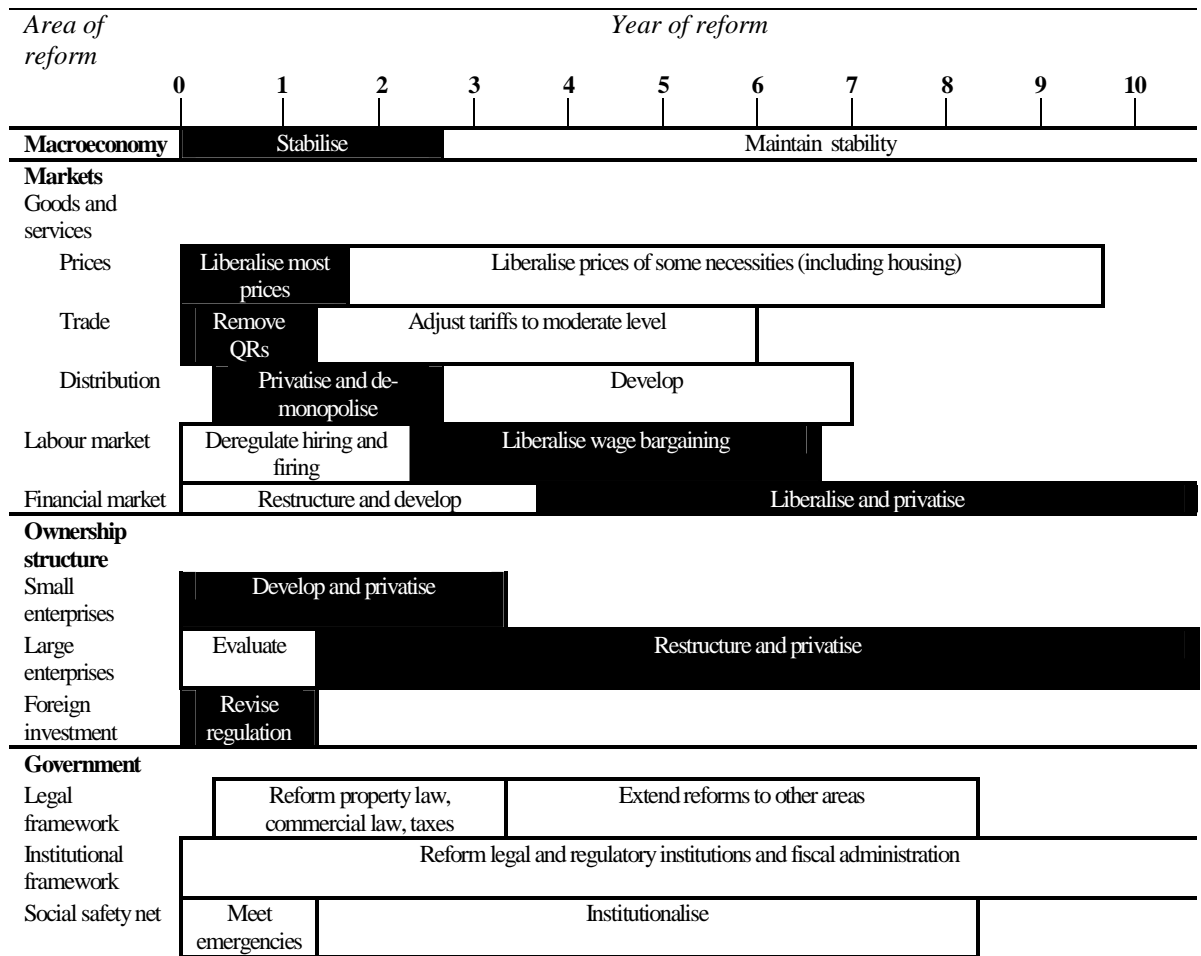 Area of reform Year of reform
0 1 2 3 4 5 6 7 8 9 10
Macroeconomy Stabilise Maintain stability
Markets
Goods and
services
Prices Liberalise most Liberalise prices of some necessities (including housing)
prices
Trade Remove Adjust tariffs to moderate level
QRs
Distribution Privatise and de- Develop
monopolise
Labour market Deregulate hiring and Liberalise wage bargaining
firing
Financial market Restructure and develop Liberalise and privatise
Ownership
structure
Small Develop and privatise
enterprises
Large Evaluate Restructure and privatise
enterprises
Foreign Revise
investment regulation
Government
Legal Reform property law, Extend reforms to other areas
framework commercial law, taxes
Institutional Reform legal and regulatory institutions and fiscal administration
framework
Social safety net Meet Institutionalise
emergencies